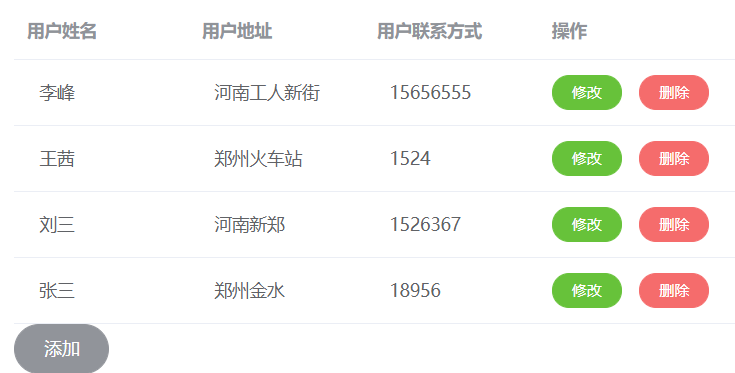 用户姓名 用户地址 用户联系方式 操作
李峰 河南工人新街 15656555 修改 删除
王茜 郑州火车站 1524 修改 删除
刘三 河南新郑 1526367 修改 删除
张三 郑州金水 18956 修改 删除
添加